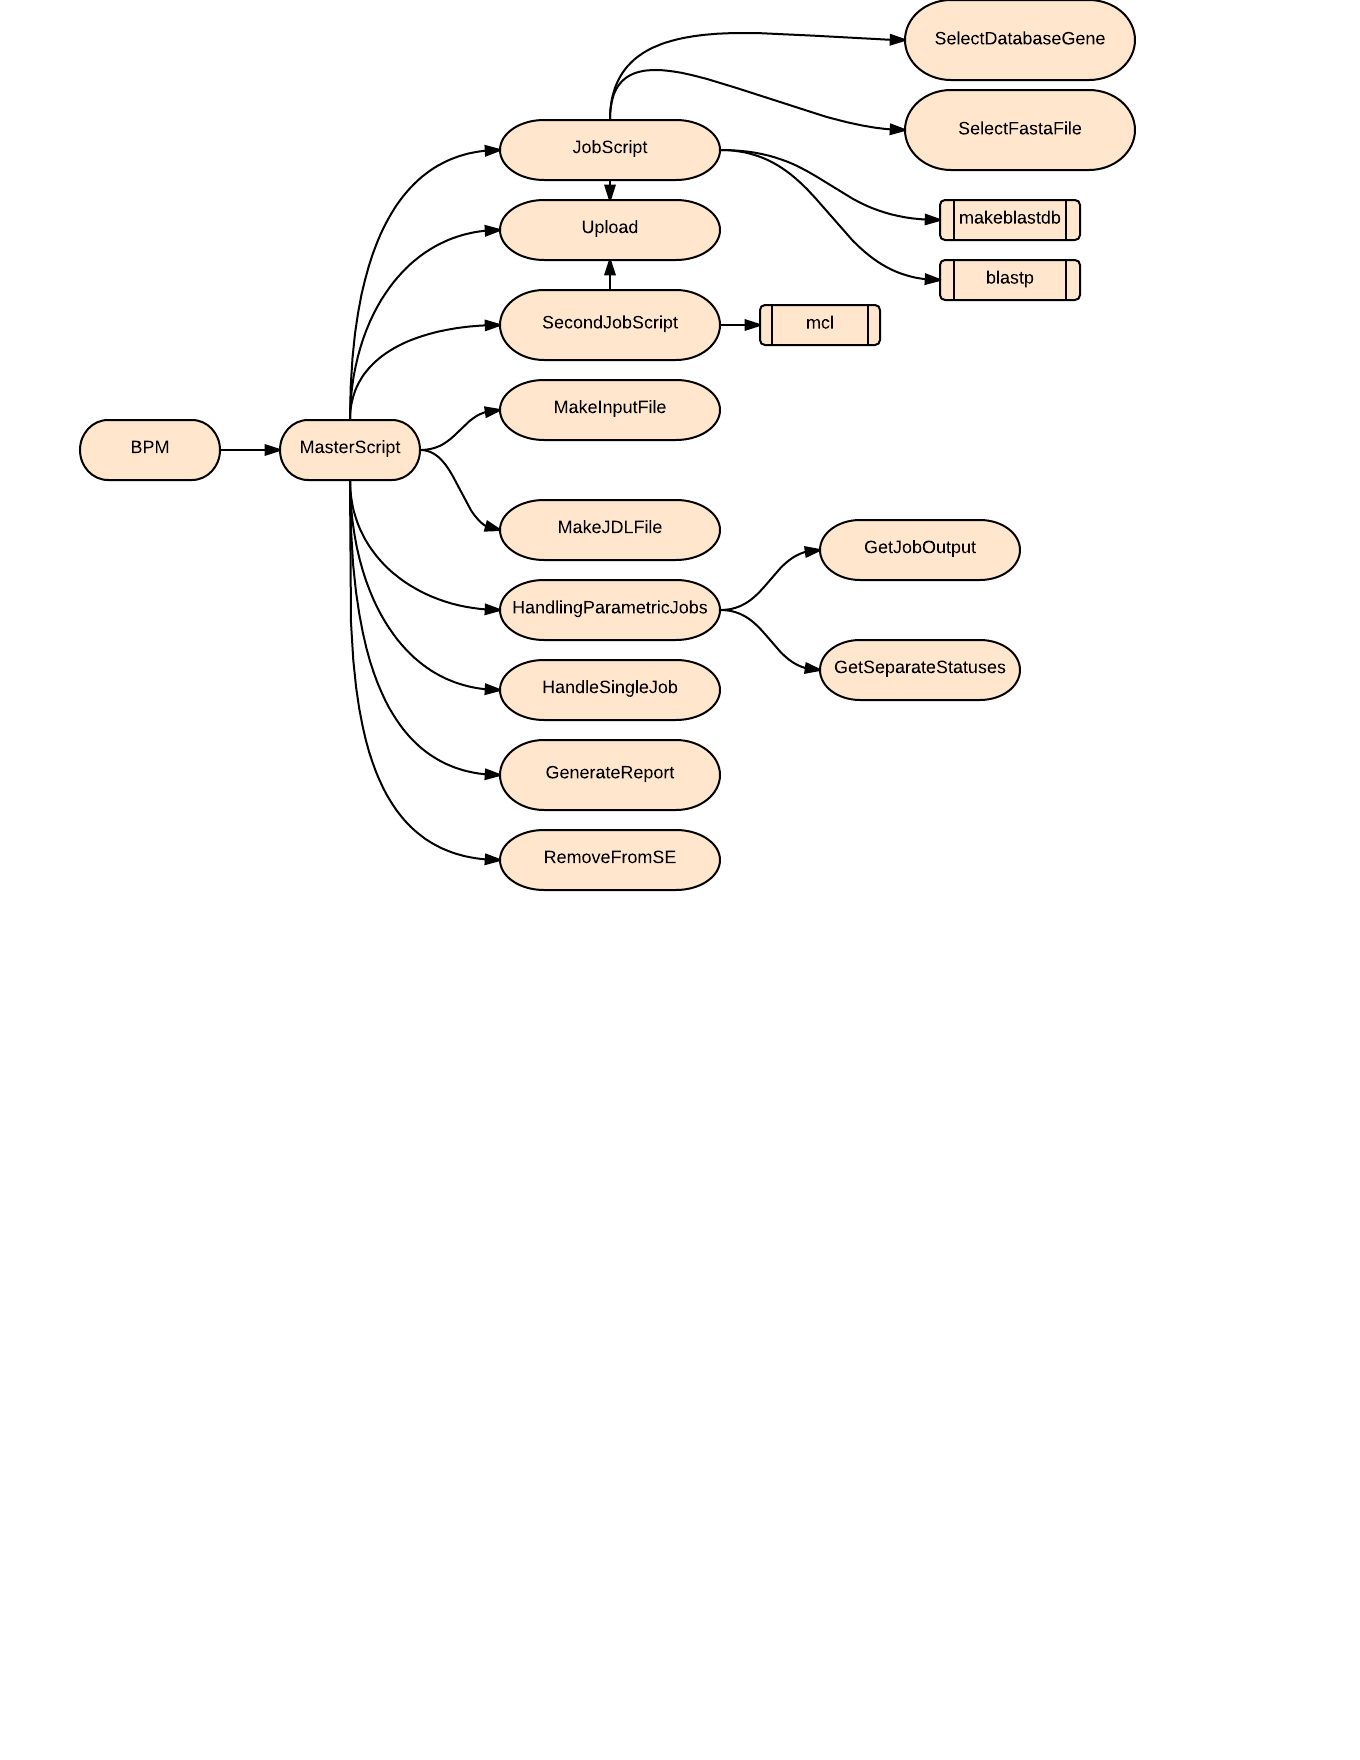 SelectDatabaseGene
SelectFastaFile
JobScript
makeblastdb
Upload
blastp
SecondJobScript
mcl
MakeInputFile
BPM
MasterScript
MakeJDLFile
GetJobOutput
HandlingParametricJobs
GetSeparateStatuses
HandleSingleJob
GenerateReport
RemoveFromSE